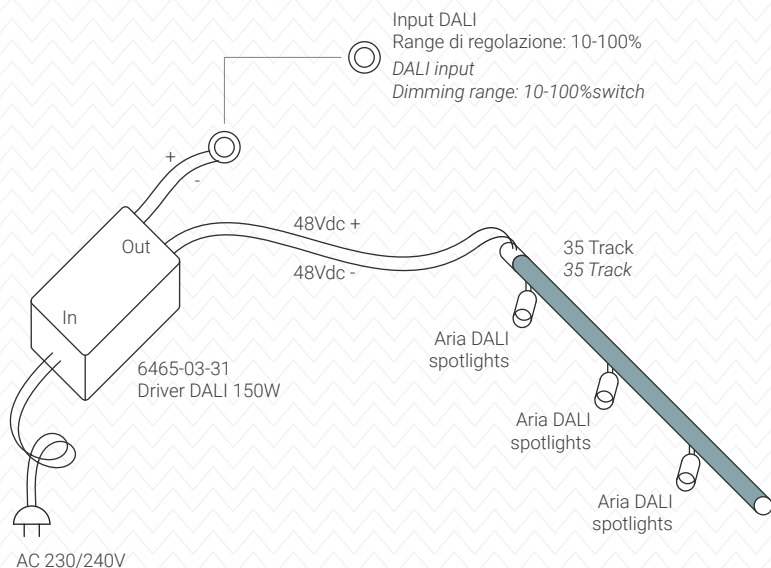 Input DALI
Range di regolazione: 10-100%
DALI input
Dimming range: 10-100%switch
+
-
Out
48Vdc +
48Vdc -
35 Track
35 Track
In
Aria DALI
spotlights
6465-03-31
Driver DALI 150W
Aria DALI
spotlights
Aria DALI
spotlights
AC 230/240V